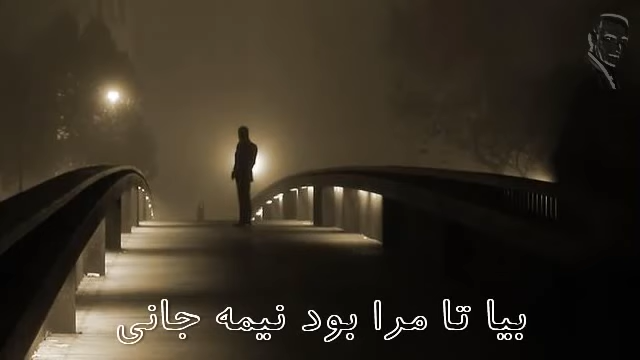 بیا تا مرا بود نیمه جانی